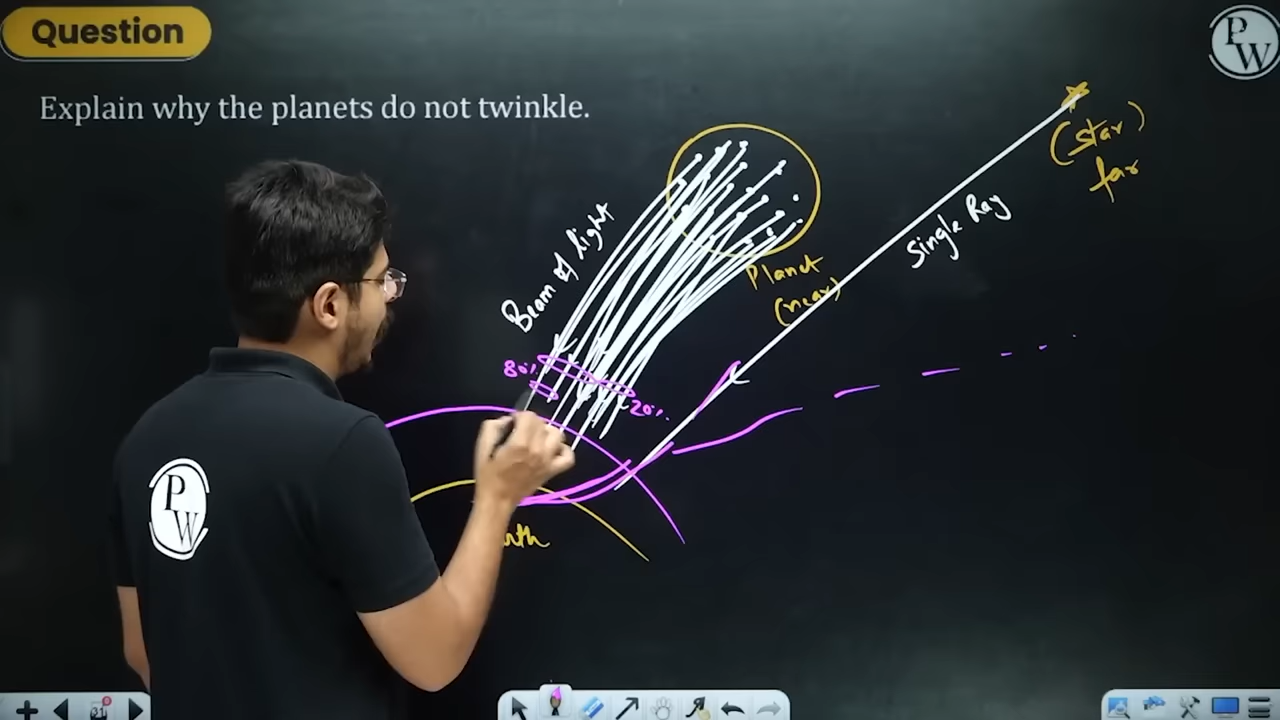 Question
PW
Explain why the planets do not twinkle.
(Star)
far
Single Ray
Beam of light
Planet
(near)
80%
20%.
PW
31